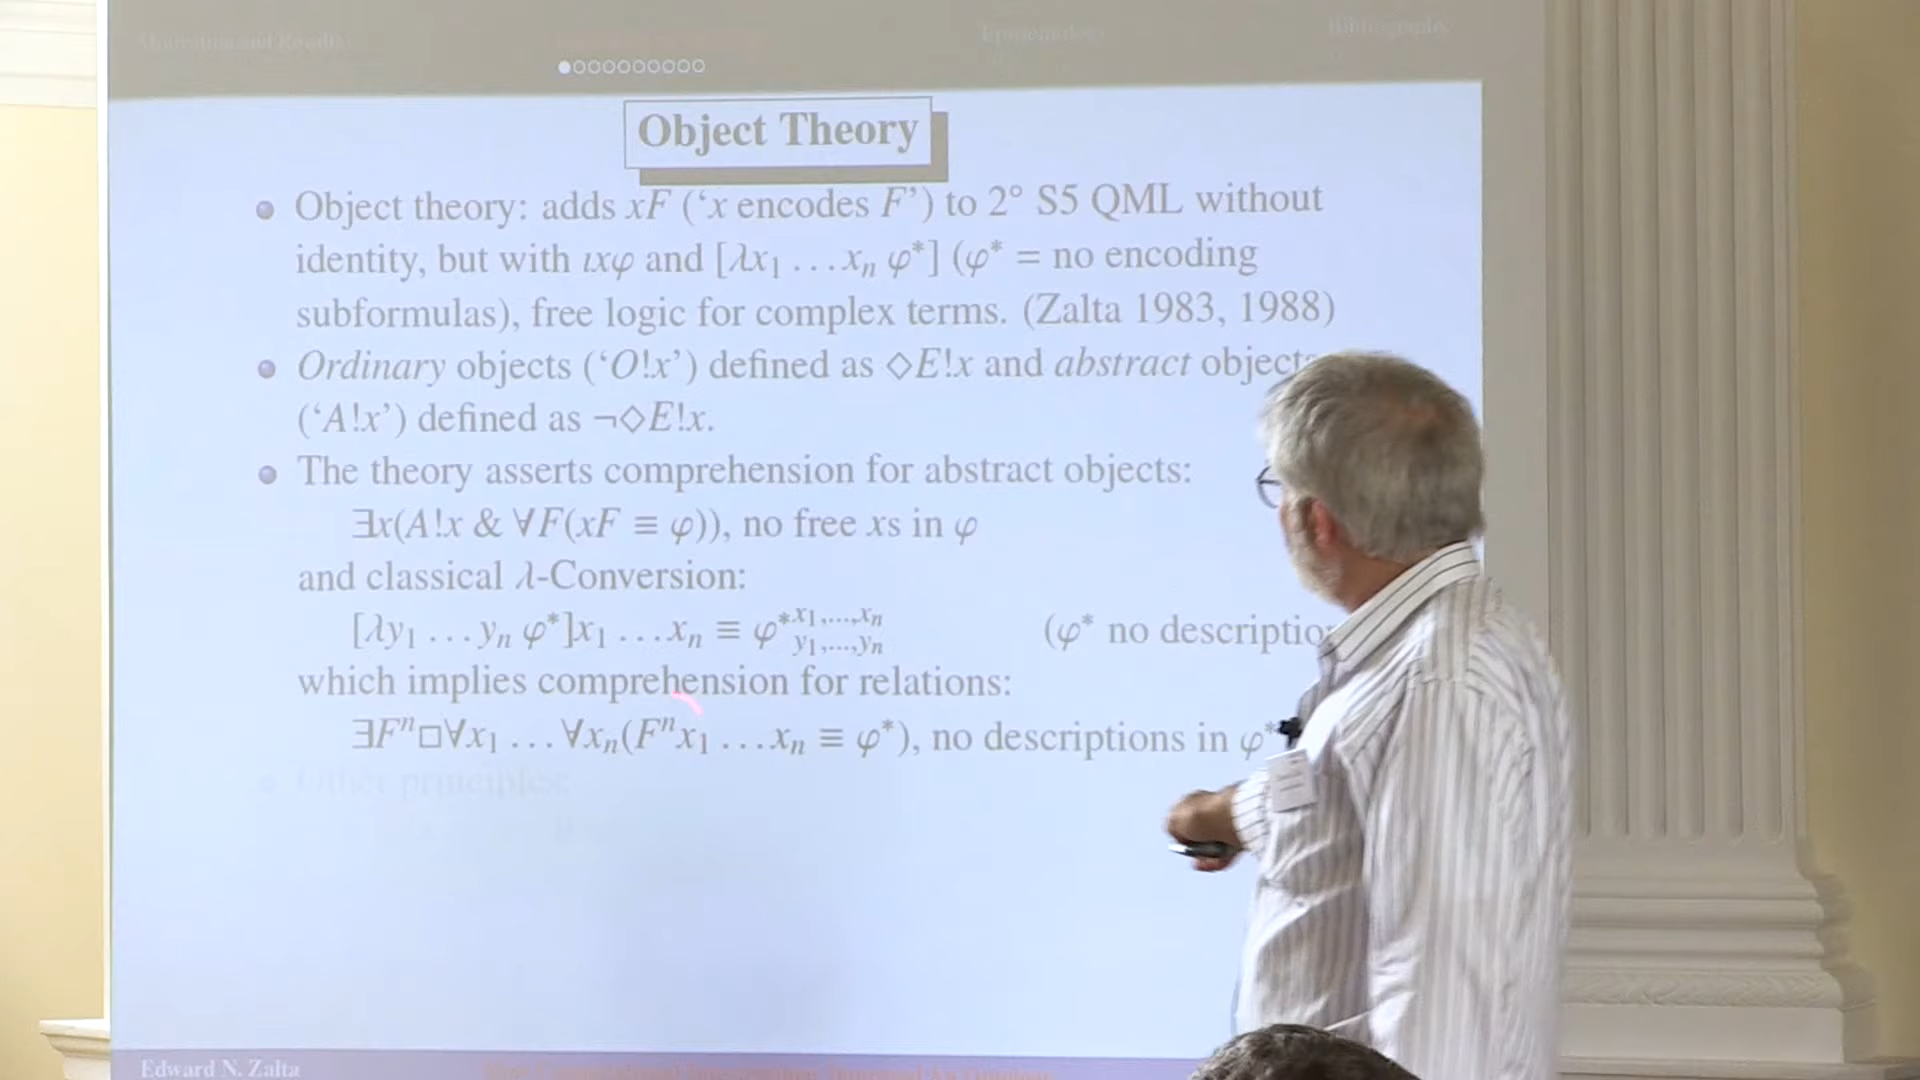 Object Theory
Object theory: adds xF (‘x encodes F’) to 2° S5 QML without
identity, but with ιxφ and [λx₁ …xₙ φ*] (φ* = no encoding
subformulas), free logic for complex terms. (Zalta 1983, 1988)
Ordinary objects (‘O!x’) defined as ◇E!x and abstract objects
(‘A!x’) defined as ¬◇E!x.
The theory asserts comprehension for abstract objects:
∃x(A!x & ∀F(xF ≡ φ)), no free xs in φ
and classical λ-Conversion:
[λy₁ …yₙ φ*]x₁ …xₙ ≡ φ*x₁,…,xₙ y₁,…,yₙ (φ* no descriptio
which implies comprehension for relations:
∃Fⁿ□∀x₁ …∀xₙ(Fⁿx₁ …xₙ ≡ φ*), no descriptions in φ*
Other principles:
Edward N. Zalta